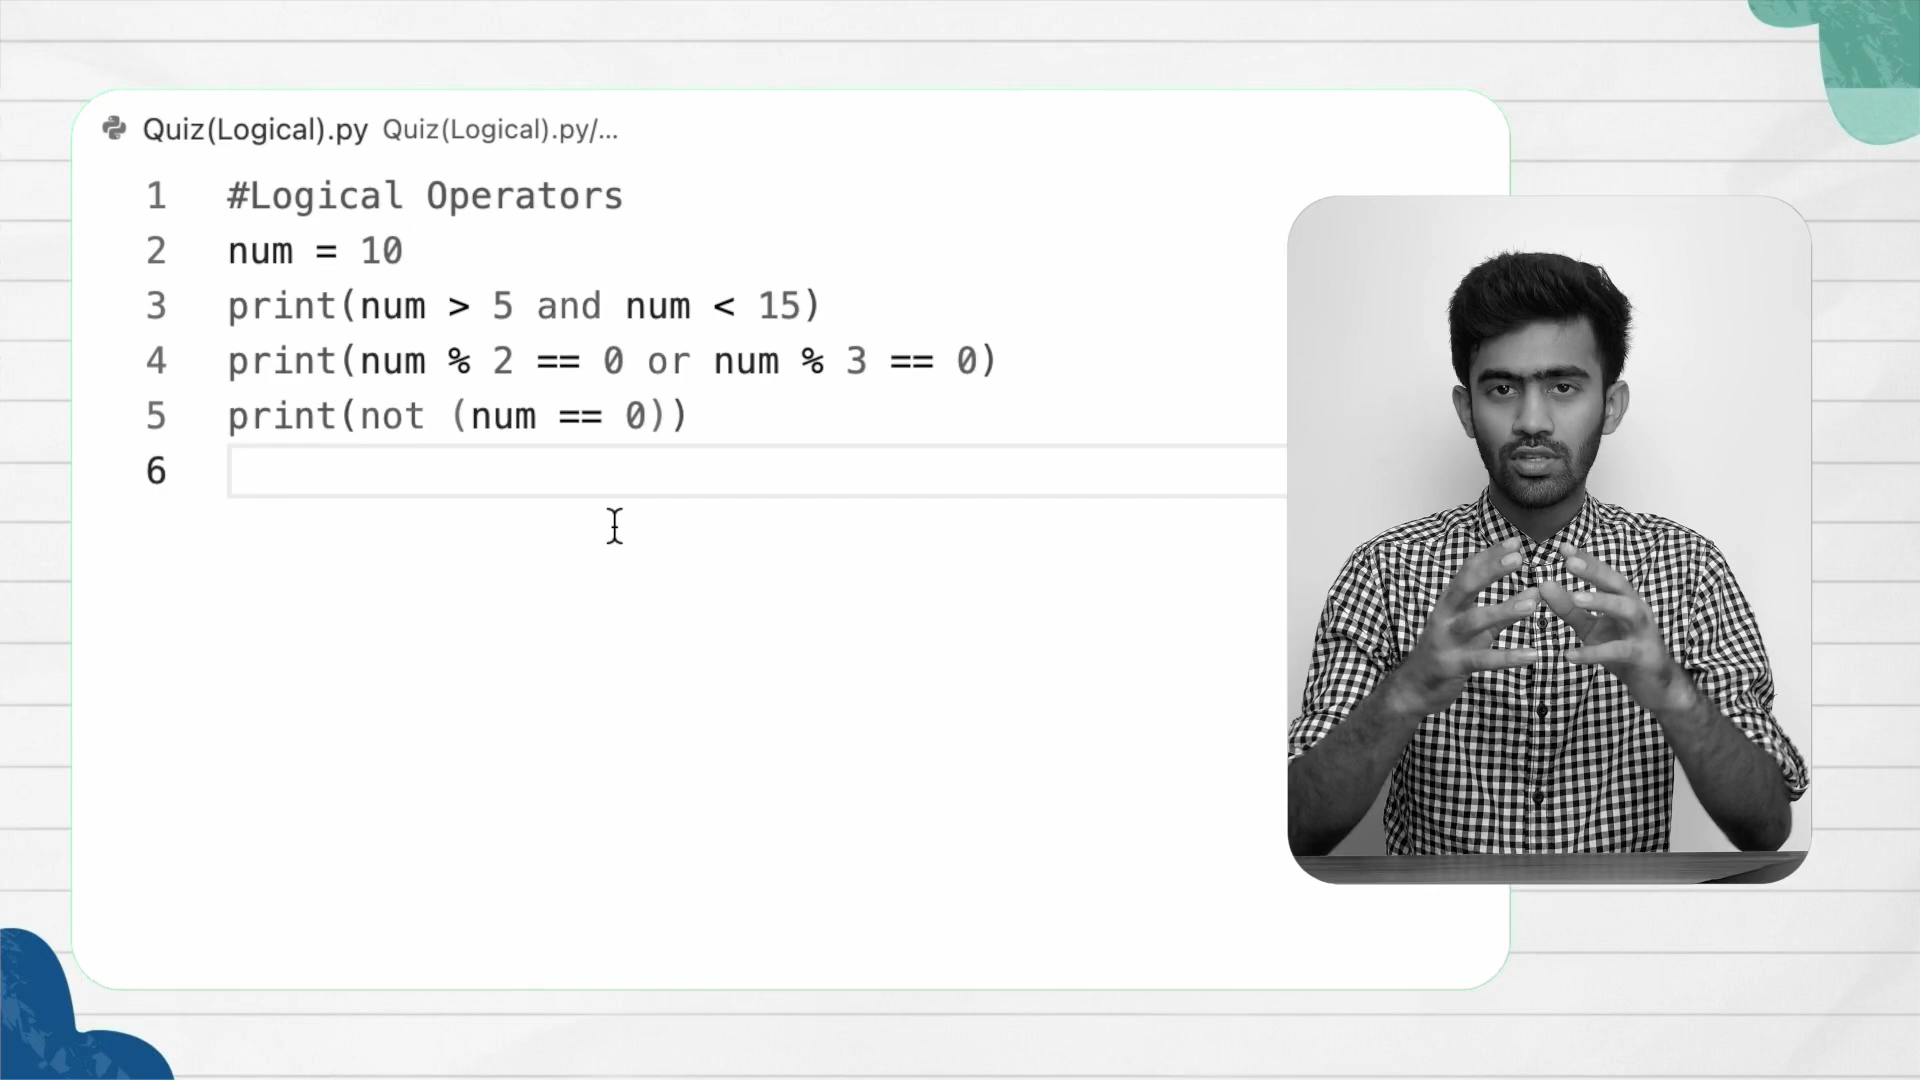 Quiz(Logical).py Quiz(Logical).py/...
1 #Logical Operators
2 num = 10
3 print(num > 5 and num < 15)
4 print(num % 2 == 0 or num % 3 == 0)
5 print(not (num == 0))
6